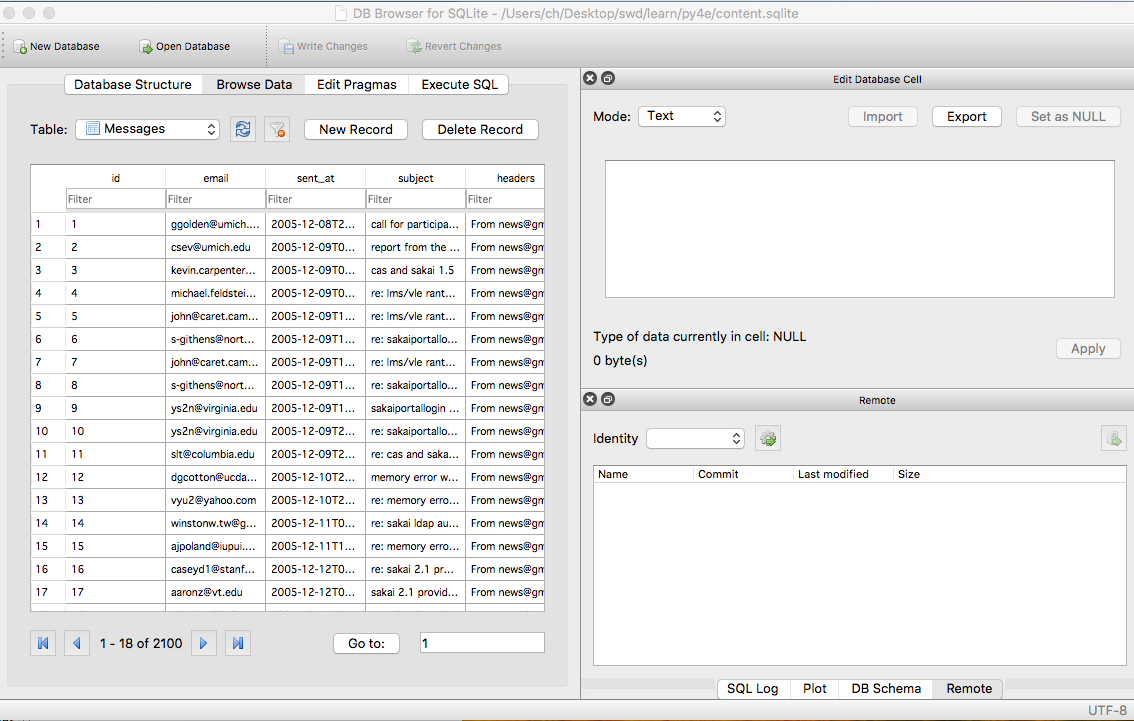 DB Browser for SQLite - /Users/ch/Desktop/swd/learn/py4e/content.sqlite
New Database Open Database Write Changes Revert Changes
Database Structure Browse Data Edit Pragmas Execute SQL
Table: Messages New Record Delete Record
id email sent_at subject headers
Filter Filter Filter Filter Filter
1 1 ggolden@umich.... 2005-12-08T2... call for participa... From news@gm
2 2 csev@umich.edu 2005-12-09T0... report from the ... From news@gm
3 3 kevin.carpenter... 2005-12-09T0... cas and sakai 1.5 From news@gm
4 4 michael.feldstei... 2005-12-09T0... re: lms/vle rant... From news@gm
5 5 john@caret.cam... 2005-12-09T1... re: lms/vle rant... From news@gm
6 6 s-githens@nort... 2005-12-09T1... re: sakaiportallo... From news@gm
7 7 john@caret.cam... 2005-12-09T1... re: lms/vle rant... From news@gm
8 8 s-githens@nort... 2005-12-09T1... re: sakaiportallo... From news@gm
9 9 ys2n@virginia.edu 2005-12-09T1... sakaiportallogin ... From news@gm
10 10 ys2n@virginia.edu 2005-12-09T1... re: sakaiportallo... From news@gm
11 11 slt@columbia.edu 2005-12-09T2... re: cas and saka... From news@gm
12 12 dgcotton@ucda... 2005-12-10T2... memory error w... From news@gm
13 13 vyu2@yahoo.com 2005-12-10T2... re: memory erro... From news@gm
14 14 winstonw.tw@g... 2005-12-11T0... re: sakai ldap au... From news@gm
15 15 ajpoland@iupui.... 2005-12-11T1... re: memory erro... From news@gm
16 16 caseyd1@stanf... 2005-12-12T0... re: sakai 2.1 pr... From news@gm
17 17 aaronz@vt.edu 2005-12-12T0... sakai 2.1 provid... From news@gm
1 - 18 of 2100 Go to: 1
Edit Database Cell
Mode: Text Import Export Set as NULL
Type of data currently in cell: NULL
0 byte(s)
Apply
Remote
Identity
Name Commit Last modified Size
SQL Log Plot DB Schema Remote
UTF-8